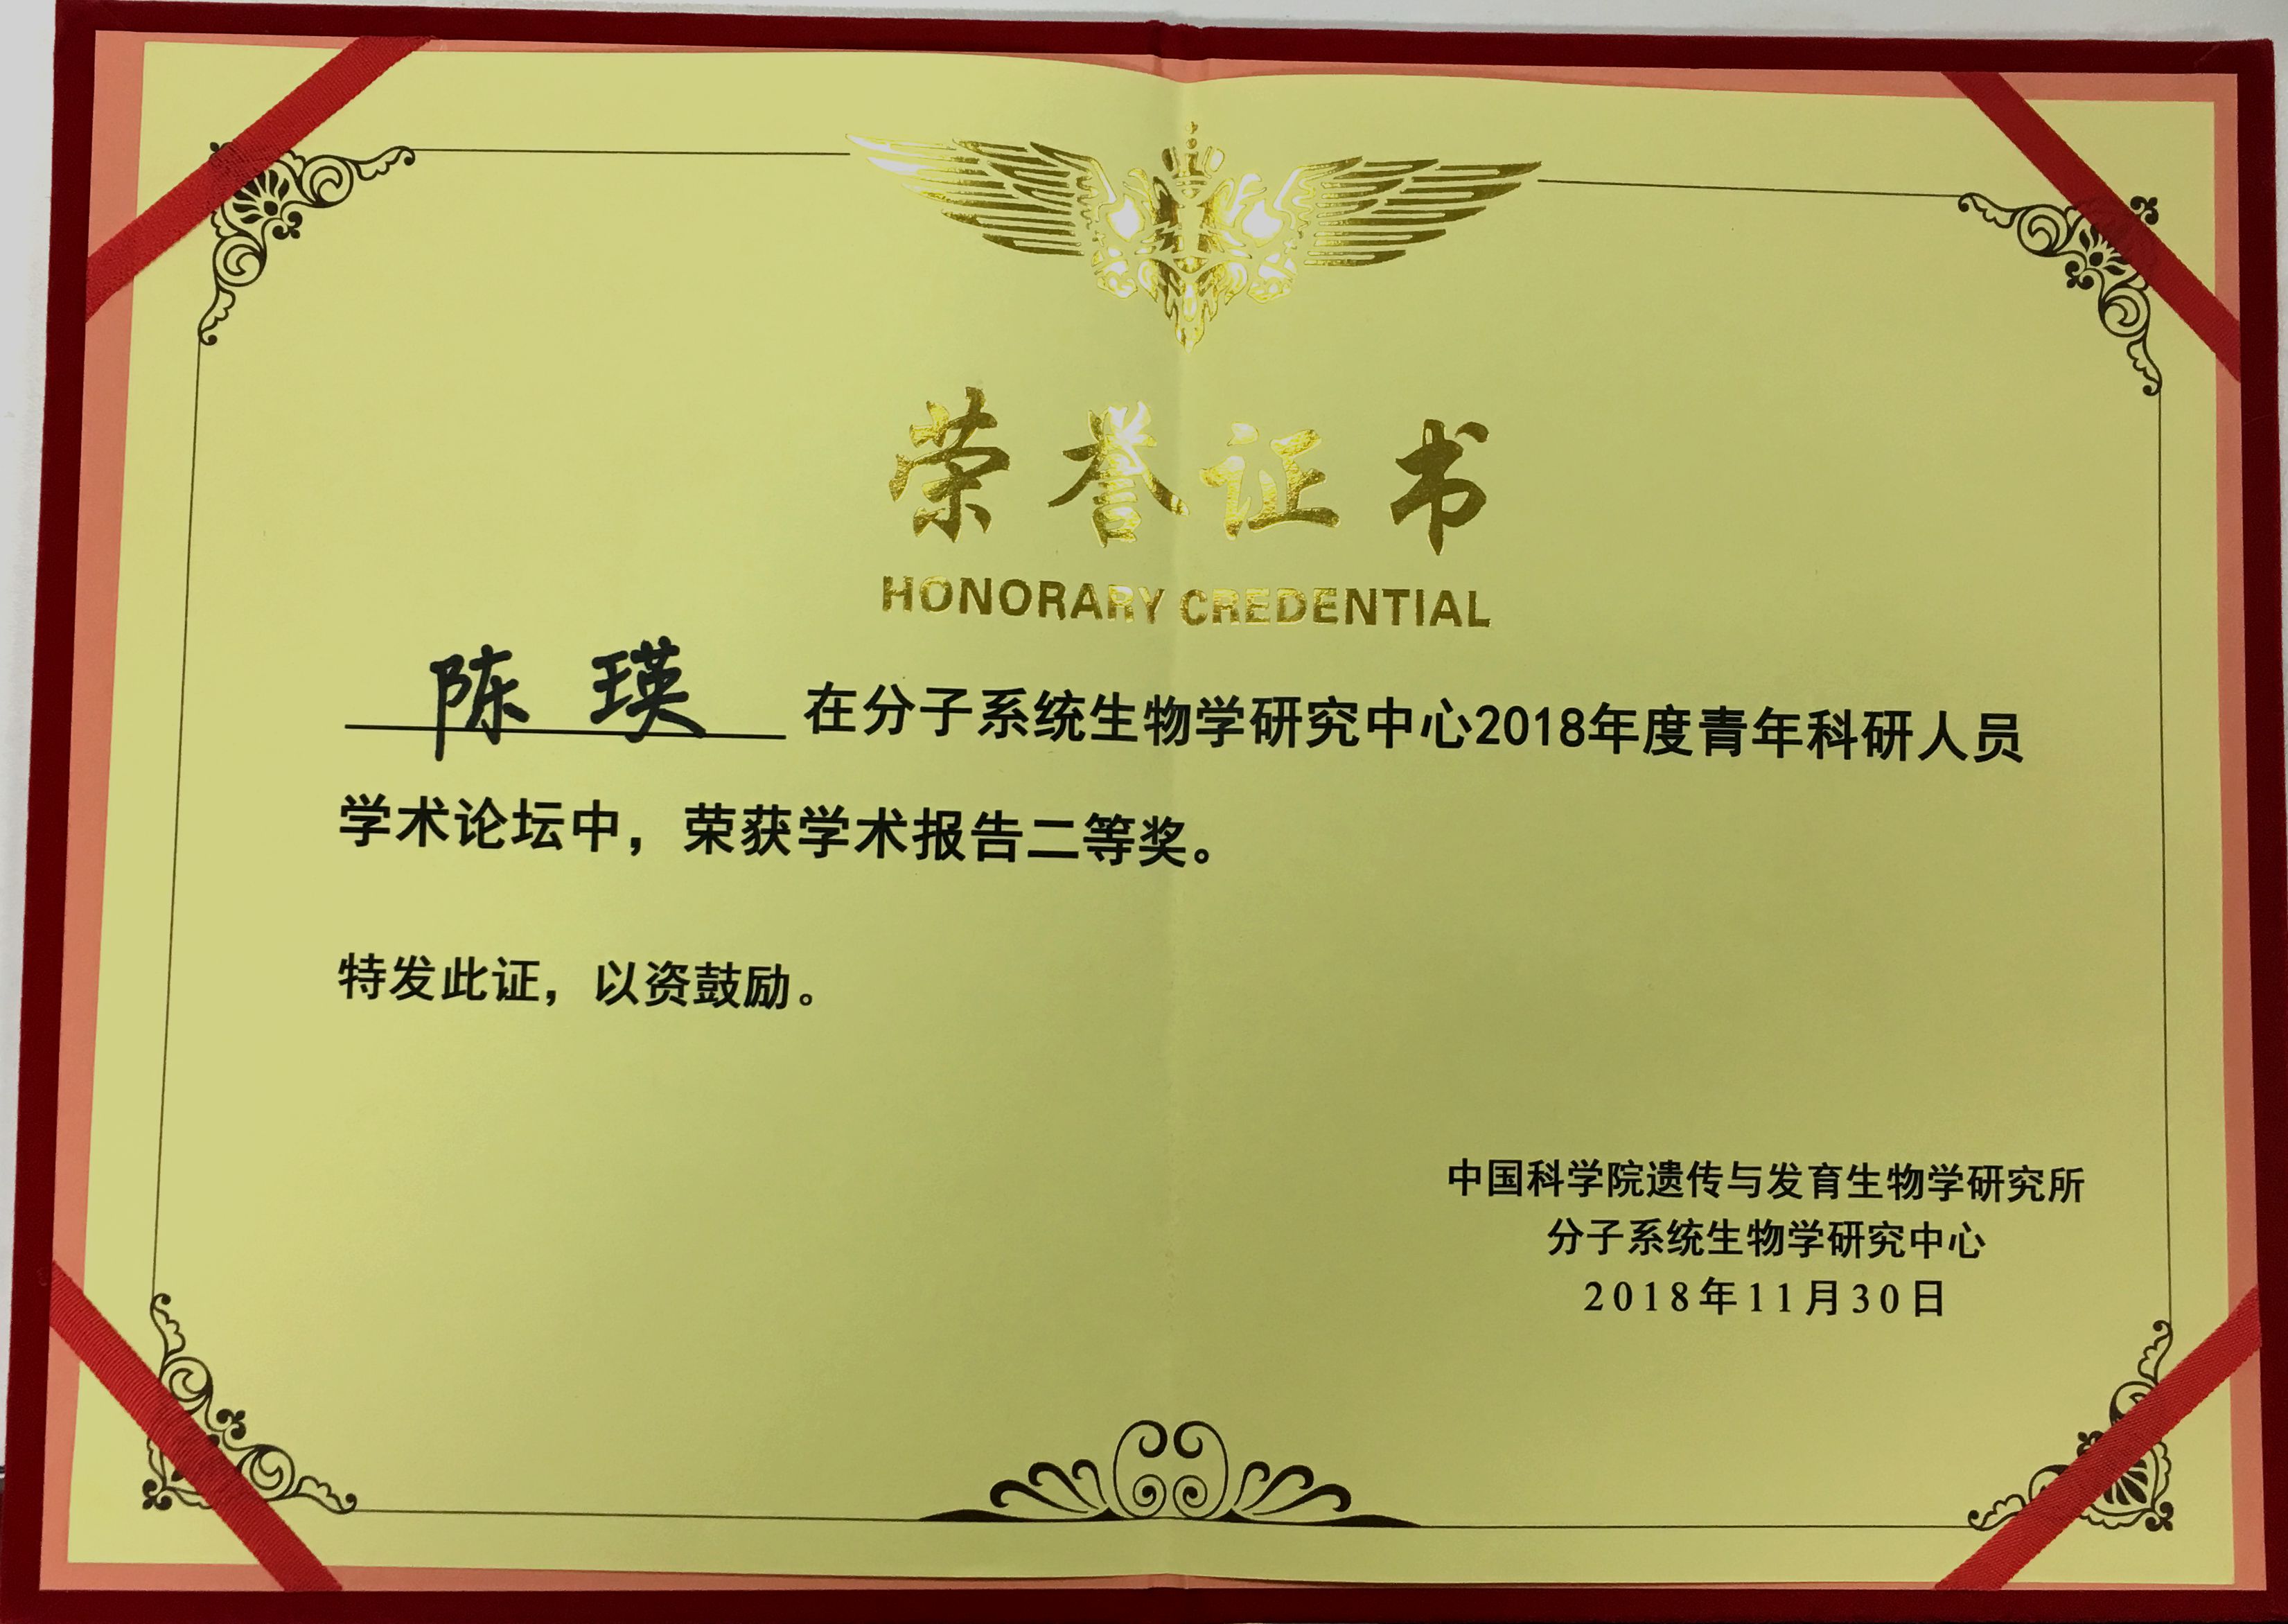 荣誉证书
HONORARY CREDENTIAL
陈瑛 在分子系统生物学研究中心2018年度青年科研人员
学术论坛中，荣获学术报告二等奖。
特发此证，以资鼓励。
中国科学院遗传与发育生物学研究所
分子系统生物学研究中心
2018年11月30日